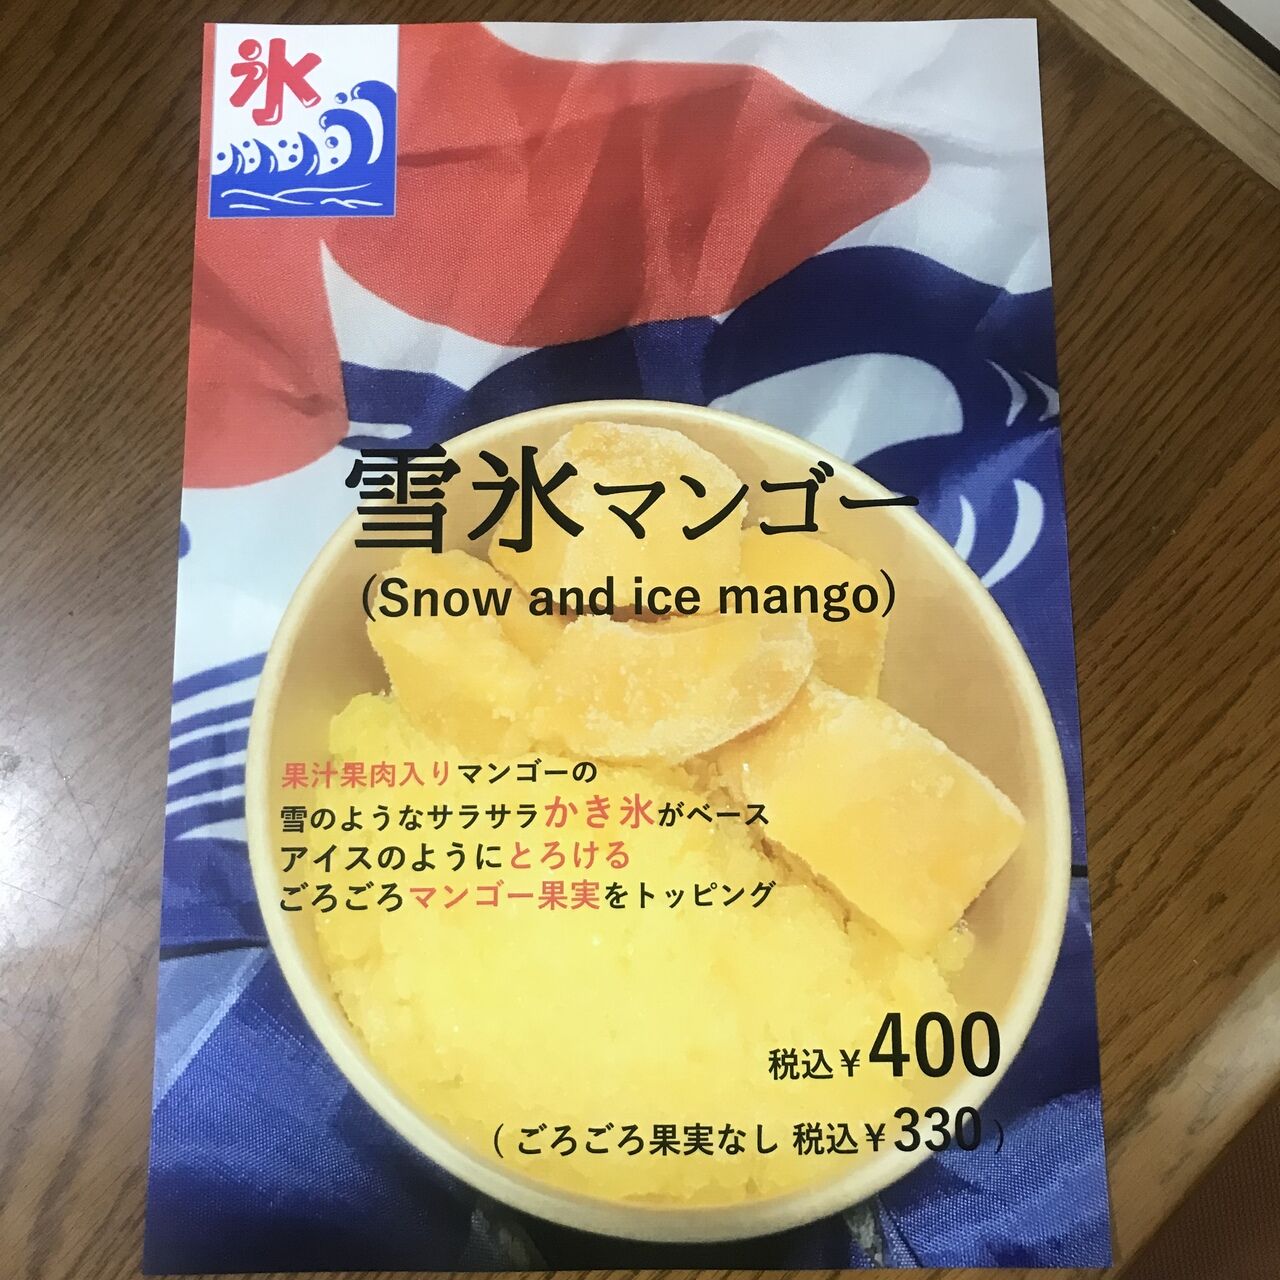 氷
雪氷マンゴー
(Snow and ice mango)
果汁果肉入りマンゴーの
雪のようなサラサラかき氷がベース
アイスのようにとろける
ごろごろマンゴー果実をトッピング
税込¥400
(ごろごろ果実なし 税込¥330)